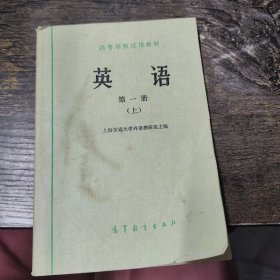 高等学校试用教材
英语
第一册
（上）
上海交通大学外语教研组主编
高等教育出版社